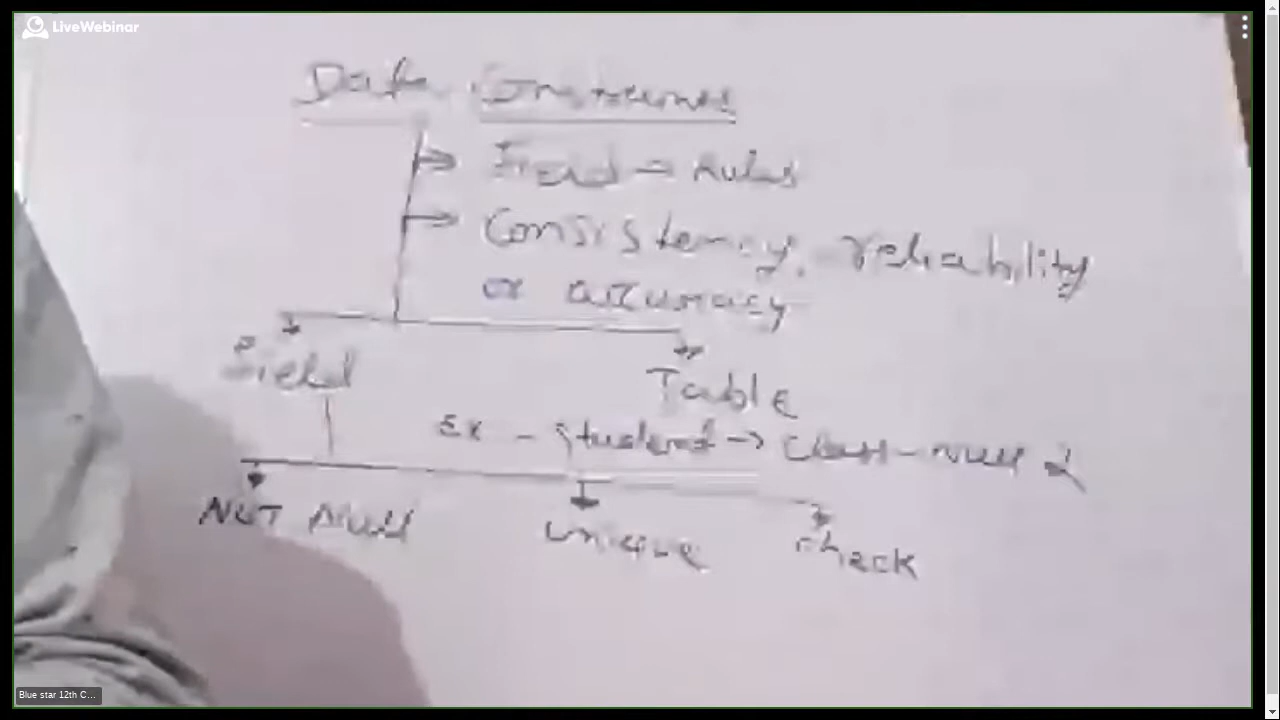 LiveWebinar
Data Constraints
Field → Rules
Consistency, reliability
or accuracy
Field
Table
Ex - Student → Class - Null
NOT Null
Unique
Check
Blue star 12th C...